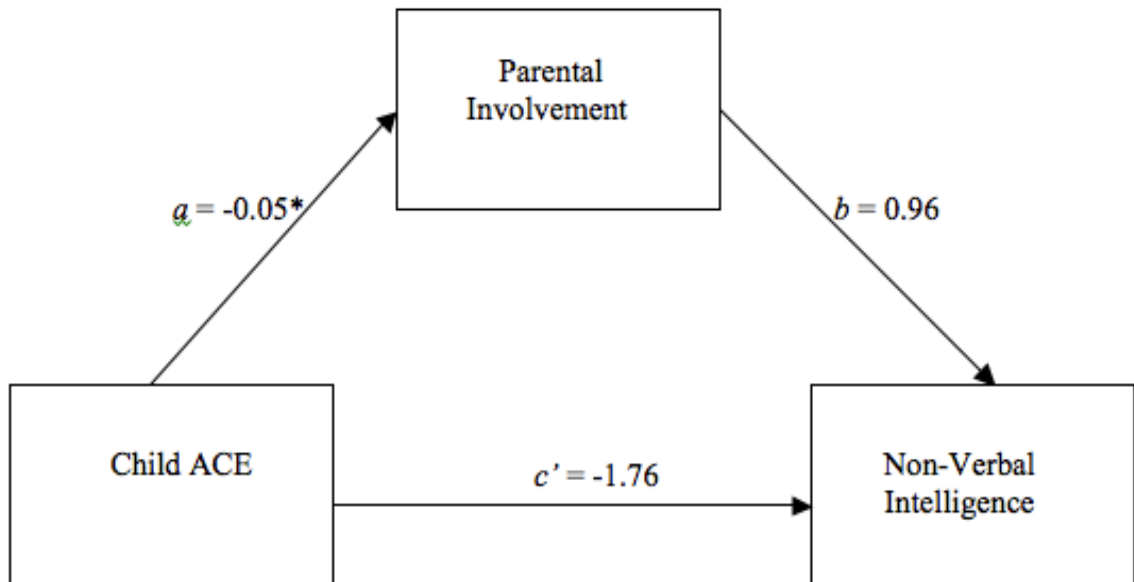 Parental
Involvement
a = -0.05*
b = 0.96
Child ACE
c’ = -1.76
Non-Verbal
Intelligence